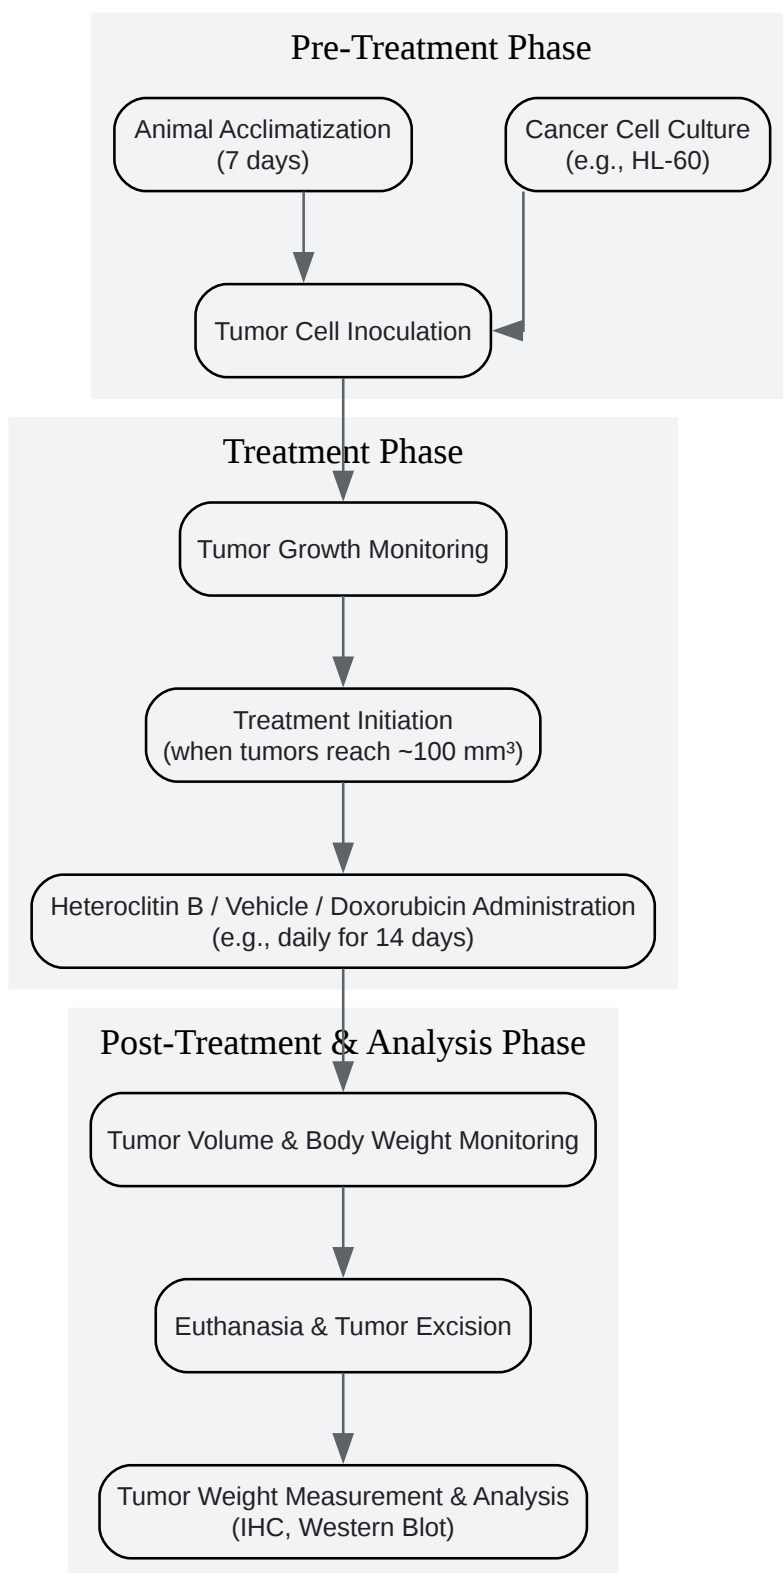 Pre-Treatment Phase
Animal Acclimatization
(7 days)
Cancer Cell Culture
(e.g., HL-60)
Tumor Cell Inoculation
Treatment Phase
Tumor Growth Monitoring
Treatment Initiation
(when tumors reach ~100 mm³)
Heteroclitin B / Vehicle / Doxorubicin Administration
(e.g., daily for 14 days)
Post-Treatment & Analysis Phase
Tumor Volume & Body Weight Monitoring
Euthanasia & Tumor Excision
Tumor Weight Measurement & Analysis
(IHC, Western Blot)